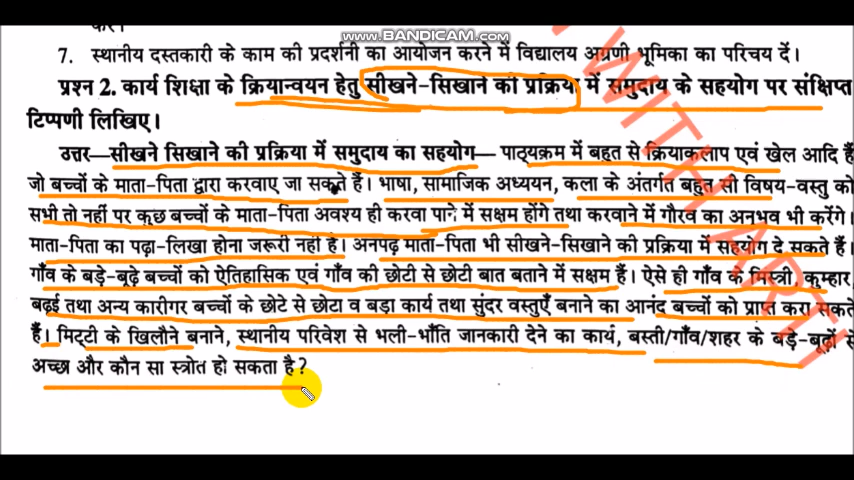 WWW.BANDICAM.COM
करें।
7. स्थानीय दस्तकारी के काम की प्रदर्शनी का आयोजन करने में विद्यालय अग्रणी भूमिका का परिचय दें।
प्रश्न 2. कार्य शिक्षा के क्रियान्वयन हेतु सीखने-सिखाने की प्रक्रिया में समुदाय के सहयोग पर संक्षिप्त
टिप्पणी लिखिए।
उत्तर—सीखने सिखाने की प्रक्रिया में समुदाय का सहयोग— पाठ्यक्रम में बहुत से क्रियाकलाप एवं खेल आदि हैं
जो बच्चों के माता-पिता द्वारा करवाए जा सकते हैं। भाषा, सामाजिक अध्ययन, कला के अंतर्गत बहुत सी विषय-वस्तु को
सभी तो नहीं पर कुछ बच्चों के माता-पिता अवश्य ही करवा पाने में सक्षम होंगे तथा करवाने में गौरव का अनुभव भी करेंगे।
माता-पिता का पढ़ा-लिखा होना जरूरी नही है। अनपढ़ माता-पिता भी सीखने-सिखाने की प्रक्रिया में सहयोग दे सकते हैं।
गाँव के बड़े-बूढ़े बच्चों को ऐतिहासिक एवं गाँव की छोटी से छोटी बात बताने में सक्षम हैं। ऐसे ही गाँव के मिस्त्री, कुम्हार,
बढ़ई तथा अन्य कारीगर बच्चों के छोटे से छोटा व बड़ा कार्य तथा सुंदर वस्तुएँ बनाने का आनंद बच्चों को प्राप्त करा सकते
हैं। मिट्टी के खिलौने बनाने, स्थानीय परिवेश से भली-भाँति जानकारी देने का कार्य, बस्ती/गाँव/शहर के बड़े-बूढ़ों से
अच्छा और कौन सा स्त्रोत हो सकता है?
WITH ARTI